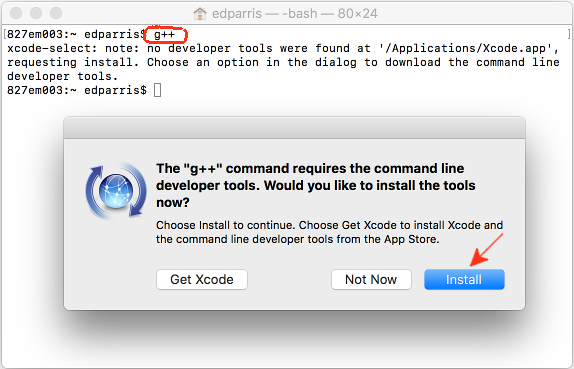 edparris — -bash — 80×24
[827em003:~ edparris$ g++ ]
xcode-select: note: no developer tools were found at '/Applications/Xcode.app',
requesting install. Choose an option in the dialog to download the command line
developer tools.
827em003:~ edparris$
The "g++" command requires the command line
developer tools. Would you like to install the tools
now?
Choose Install to continue. Choose Get Xcode to install Xcode and
the command line developer tools from the App Store.
Get Xcode
Not Now
Install